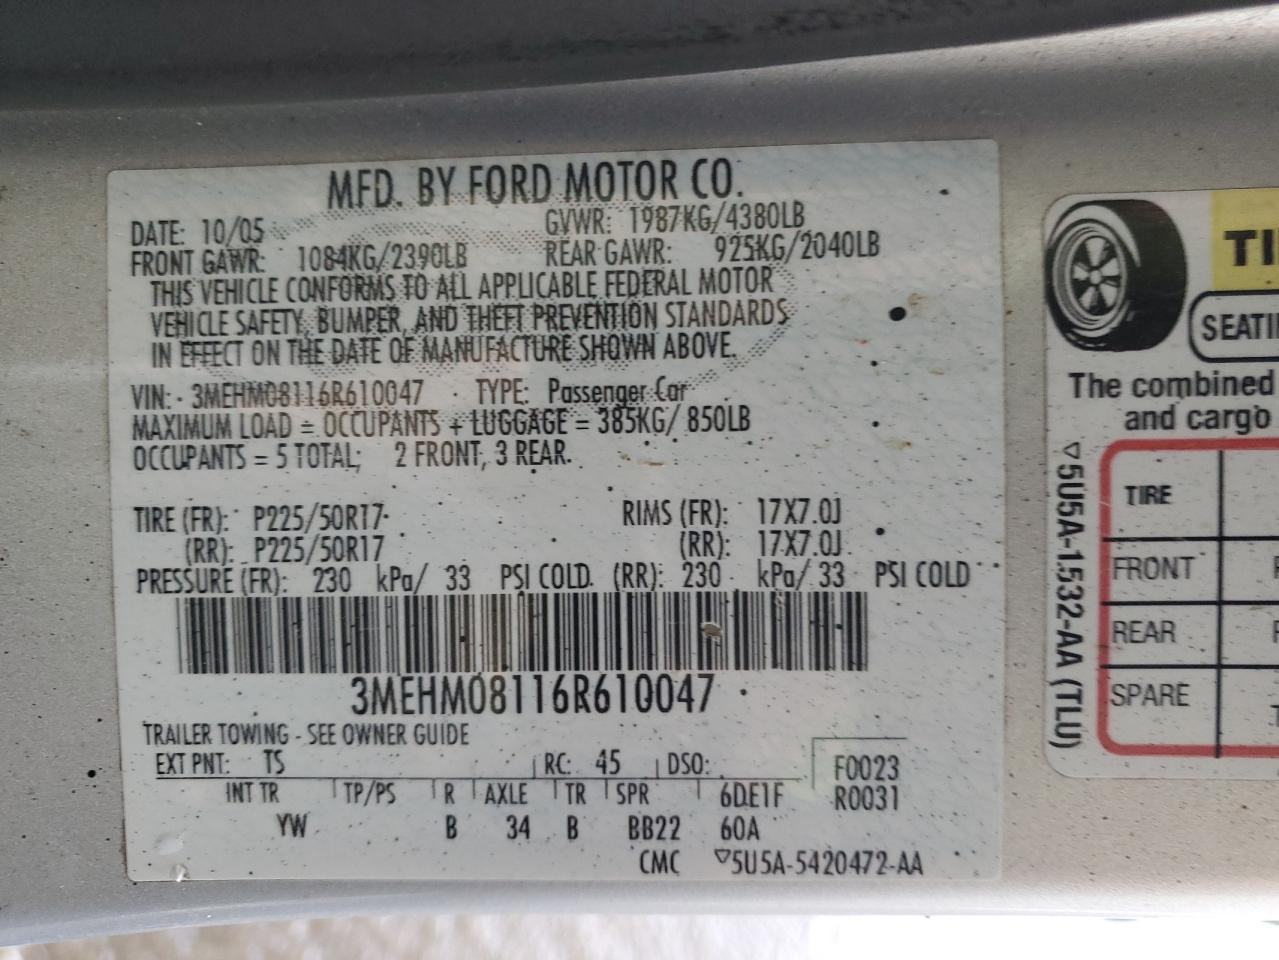 MFD. BY FORD MOTOR CO.
DATE: 10/05 GVWR: 1987KG/4380LB
FRONT GAWR: 1084KG/2390LB REAR GAWR: 925KG/2040LB
THIS VEHICLE CONFORMS TO ALL APPLICABLE FEDERAL MOTOR
VEHICLE SAFETY, BUMPER, AND THEFT PREVENTION STANDARDS
IN EFFECT ON THE DATE OF MANUFACTURE SHOWN ABOVE.
VIN: 3MEHM08116R610047 TYPE: Passenger Car
MAXIMUM LOAD = OCCUPANTS + LUGGAGE = 385KG/ 850LB
OCCUPANTS = 5 TOTAL; 2 FRONT, 3 REAR.
TIRE (FR): P225/50R17 RIMS (FR): 17X7.0J
(RR): P225/50R17 (RR): 17X7.0J
PRESSURE (FR): 230 kPa/ 33 PSI COLD. (RR): 230 kPa/ 33 PSI COLD
3MEHM08116R610047
TRAILER TOWING - SEE OWNER GUIDE
EXT PNT: TS RC: 45 DSO: F0023
INT TR TP/PS R AXLE TR SPR 6DE1F R0031
YW B 34 B BB22 60A
CMC ▽5U5A-5420472-AA
TI
SEATI
The combined
and cargo
TIRE
FRONT
REAR
SPARE
▽5U5A-1532-AA (TLU)